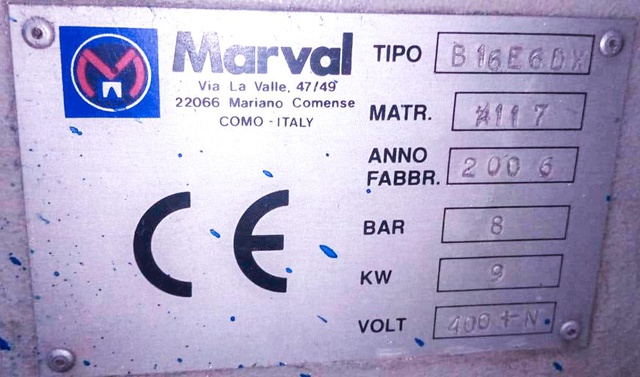 Marval
Via La Valle, 47/49
22066 Mariano Comense
COMO - ITALY
CE
TIPO B16E6DX
MATR. 4117
ANNO
FABBR. 2006
BAR 8
KW 9
VOLT 400+N